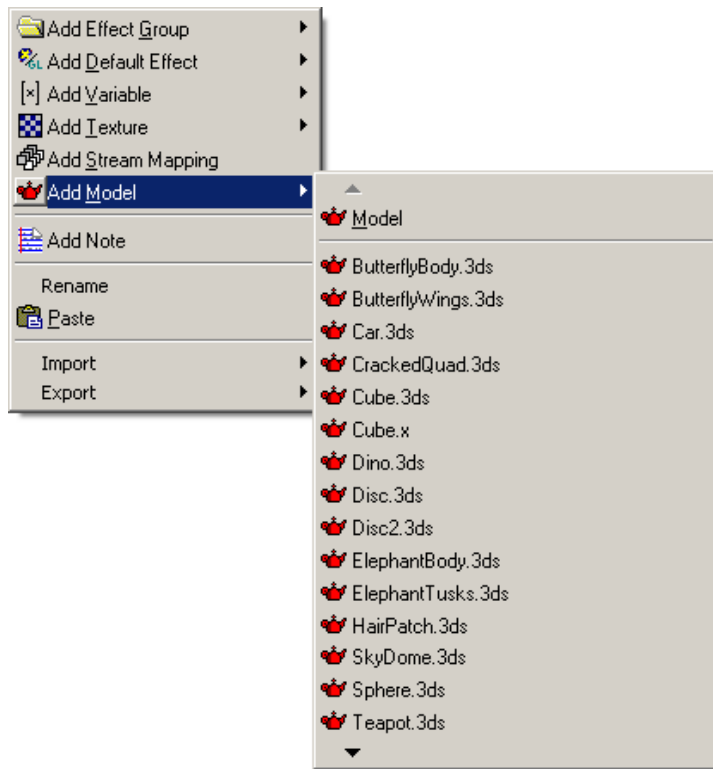 Add Effect Group
Add Default Effect
Add Variable
Add Texture
Add Stream Mapping
Add Model
Add Note
Rename
Paste
Import
Export
Model
ButterflyBody.3ds
ButterflyWings.3ds
Car.3ds
CrackedQuad.3ds
Cube.3ds
Cube.x
Dino.3ds
Disc.3ds
Disc2.3ds
ElephantBody.3ds
ElephantTusks.3ds
HairPatch.3ds
SkyDome.3ds
Sphere.3ds
Teapot.3ds